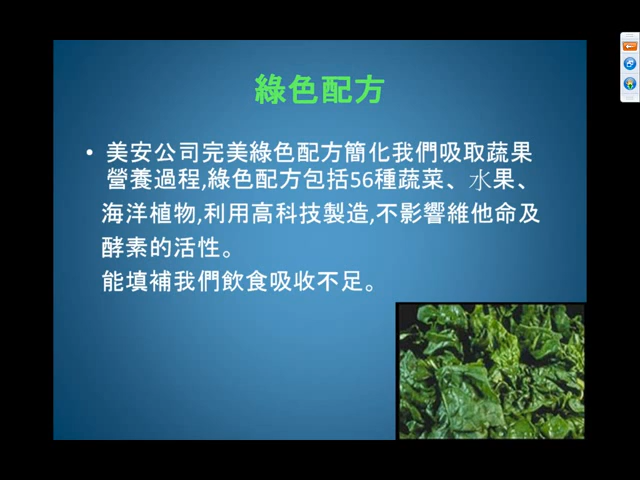 綠色配方
• 美安公司完美綠色配方簡化我們吸取蔬果
營養過程,綠色配方包括56種蔬菜、水果、
海洋植物,利用高科技製造,不影響維他命及
酵素的活性。
能填補我們飲食吸收不足。